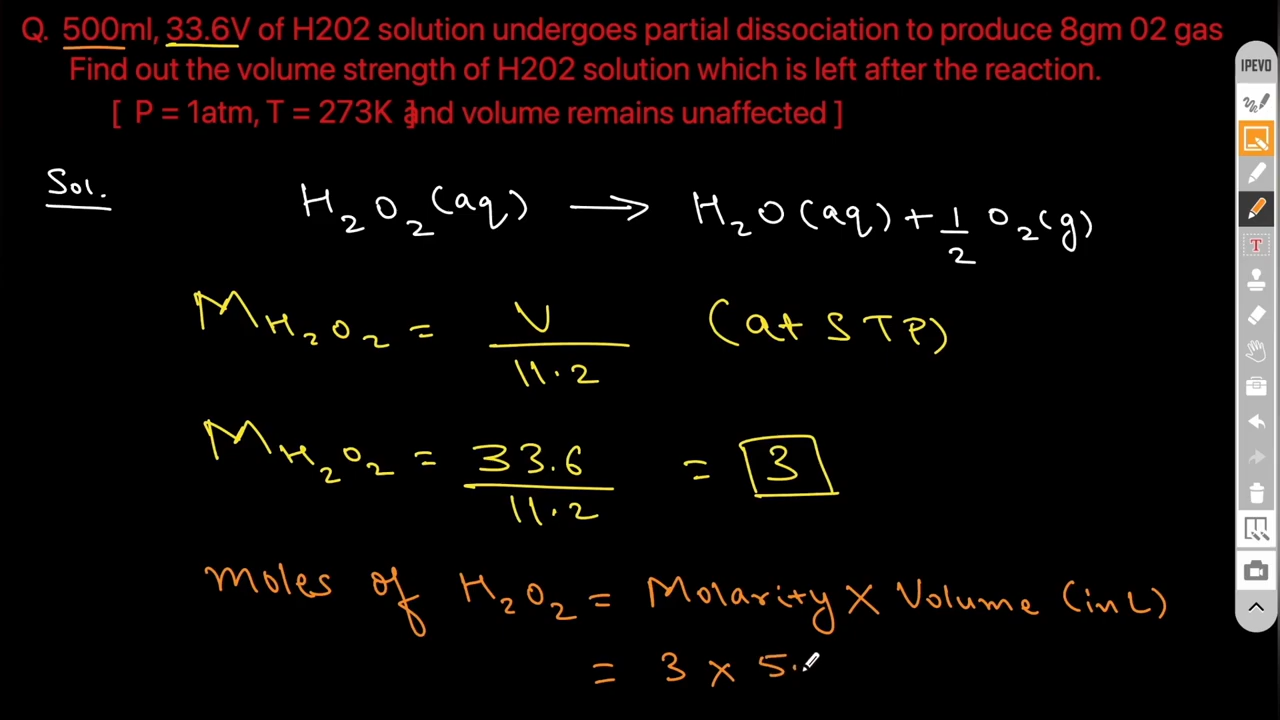 Q. 500ml, 33.6V of H202 solution undergoes partial dissociation to produce 8gm 02 gas
Find out the volume strength of H202 solution which is left after the reaction.
[ P = 1atm, T = 273K ]and volume remains unaffected ]
Sol.
H₂O₂(aq) ⟶ H₂O(aq) + 1/2 O₂(g)
M H₂O₂ = V/11.2 (at STP)
M H₂O₂ = 33.6/11.2 = 3
moles of H₂O₂ = Molarity × Volume (in L)
= 3 × 5.
IPEVO
T